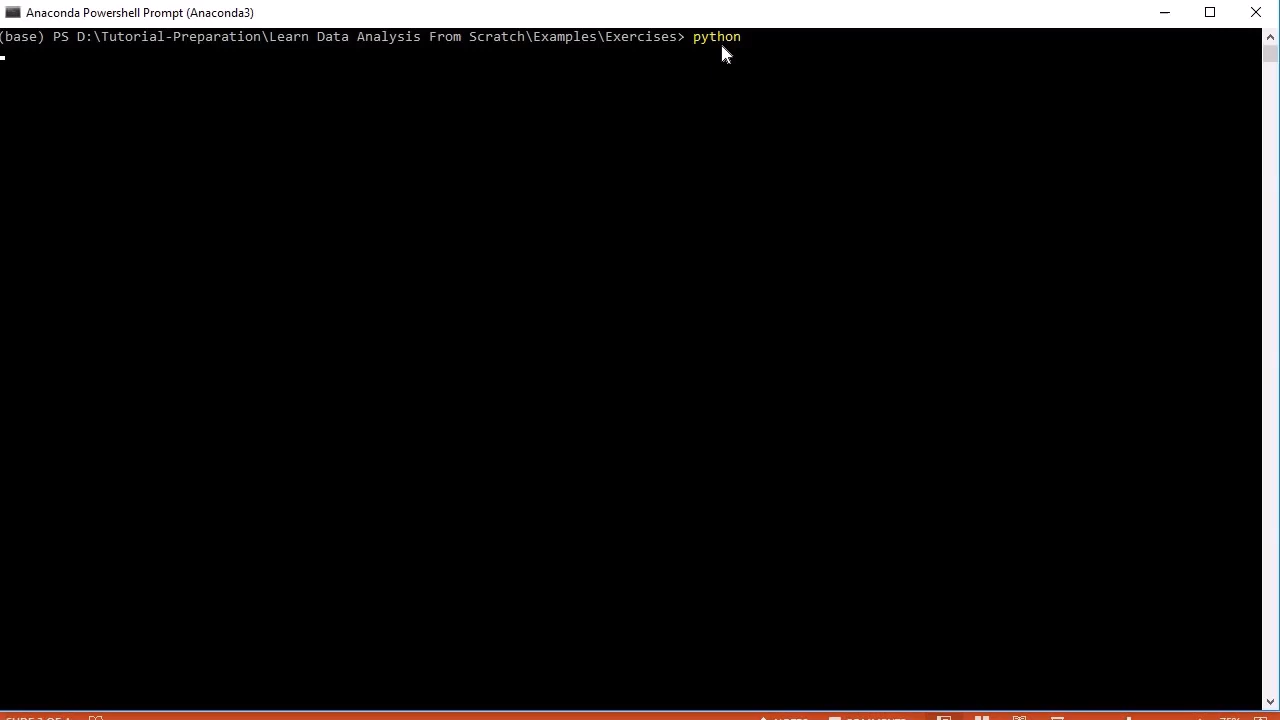 Anaconda Powershell Prompt (Anaconda3)
(base) PS D:\Tutorial-Preparation\Learn Data Analysis From Scratch\Examples\Exercises> python